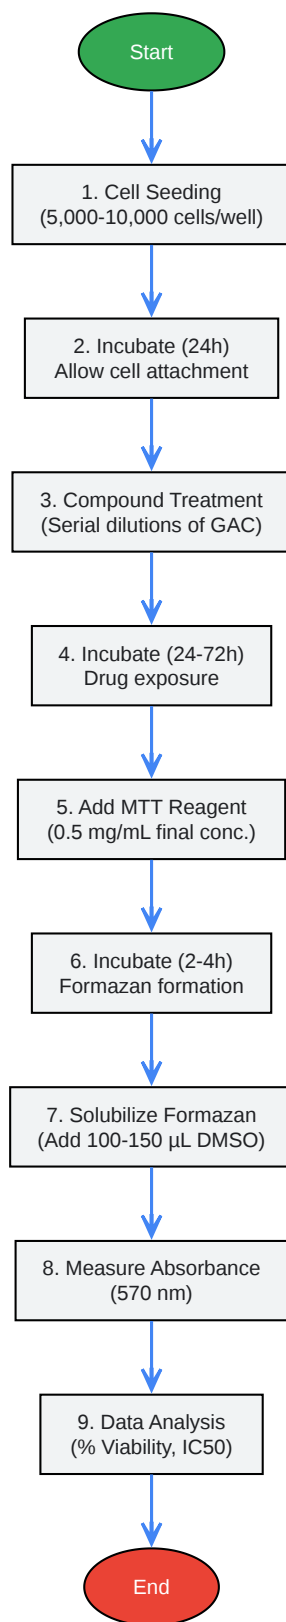 Start
1. Cell Seeding
(5,000-10,000 cells/well)
2. Incubate (24h)
Allow cell attachment
3. Compound Treatment
(Serial dilutions of GAC)
4. Incubate (24-72h)
Drug exposure
5. Add MTT Reagent
(0.5 mg/mL final conc.)
6. Incubate (2-4h)
Formazan formation
7. Solubilize Formazan
(Add 100-150 µL DMSO)
8. Measure Absorbance
(570 nm)
9. Data Analysis
(% Viability, IC50)
End